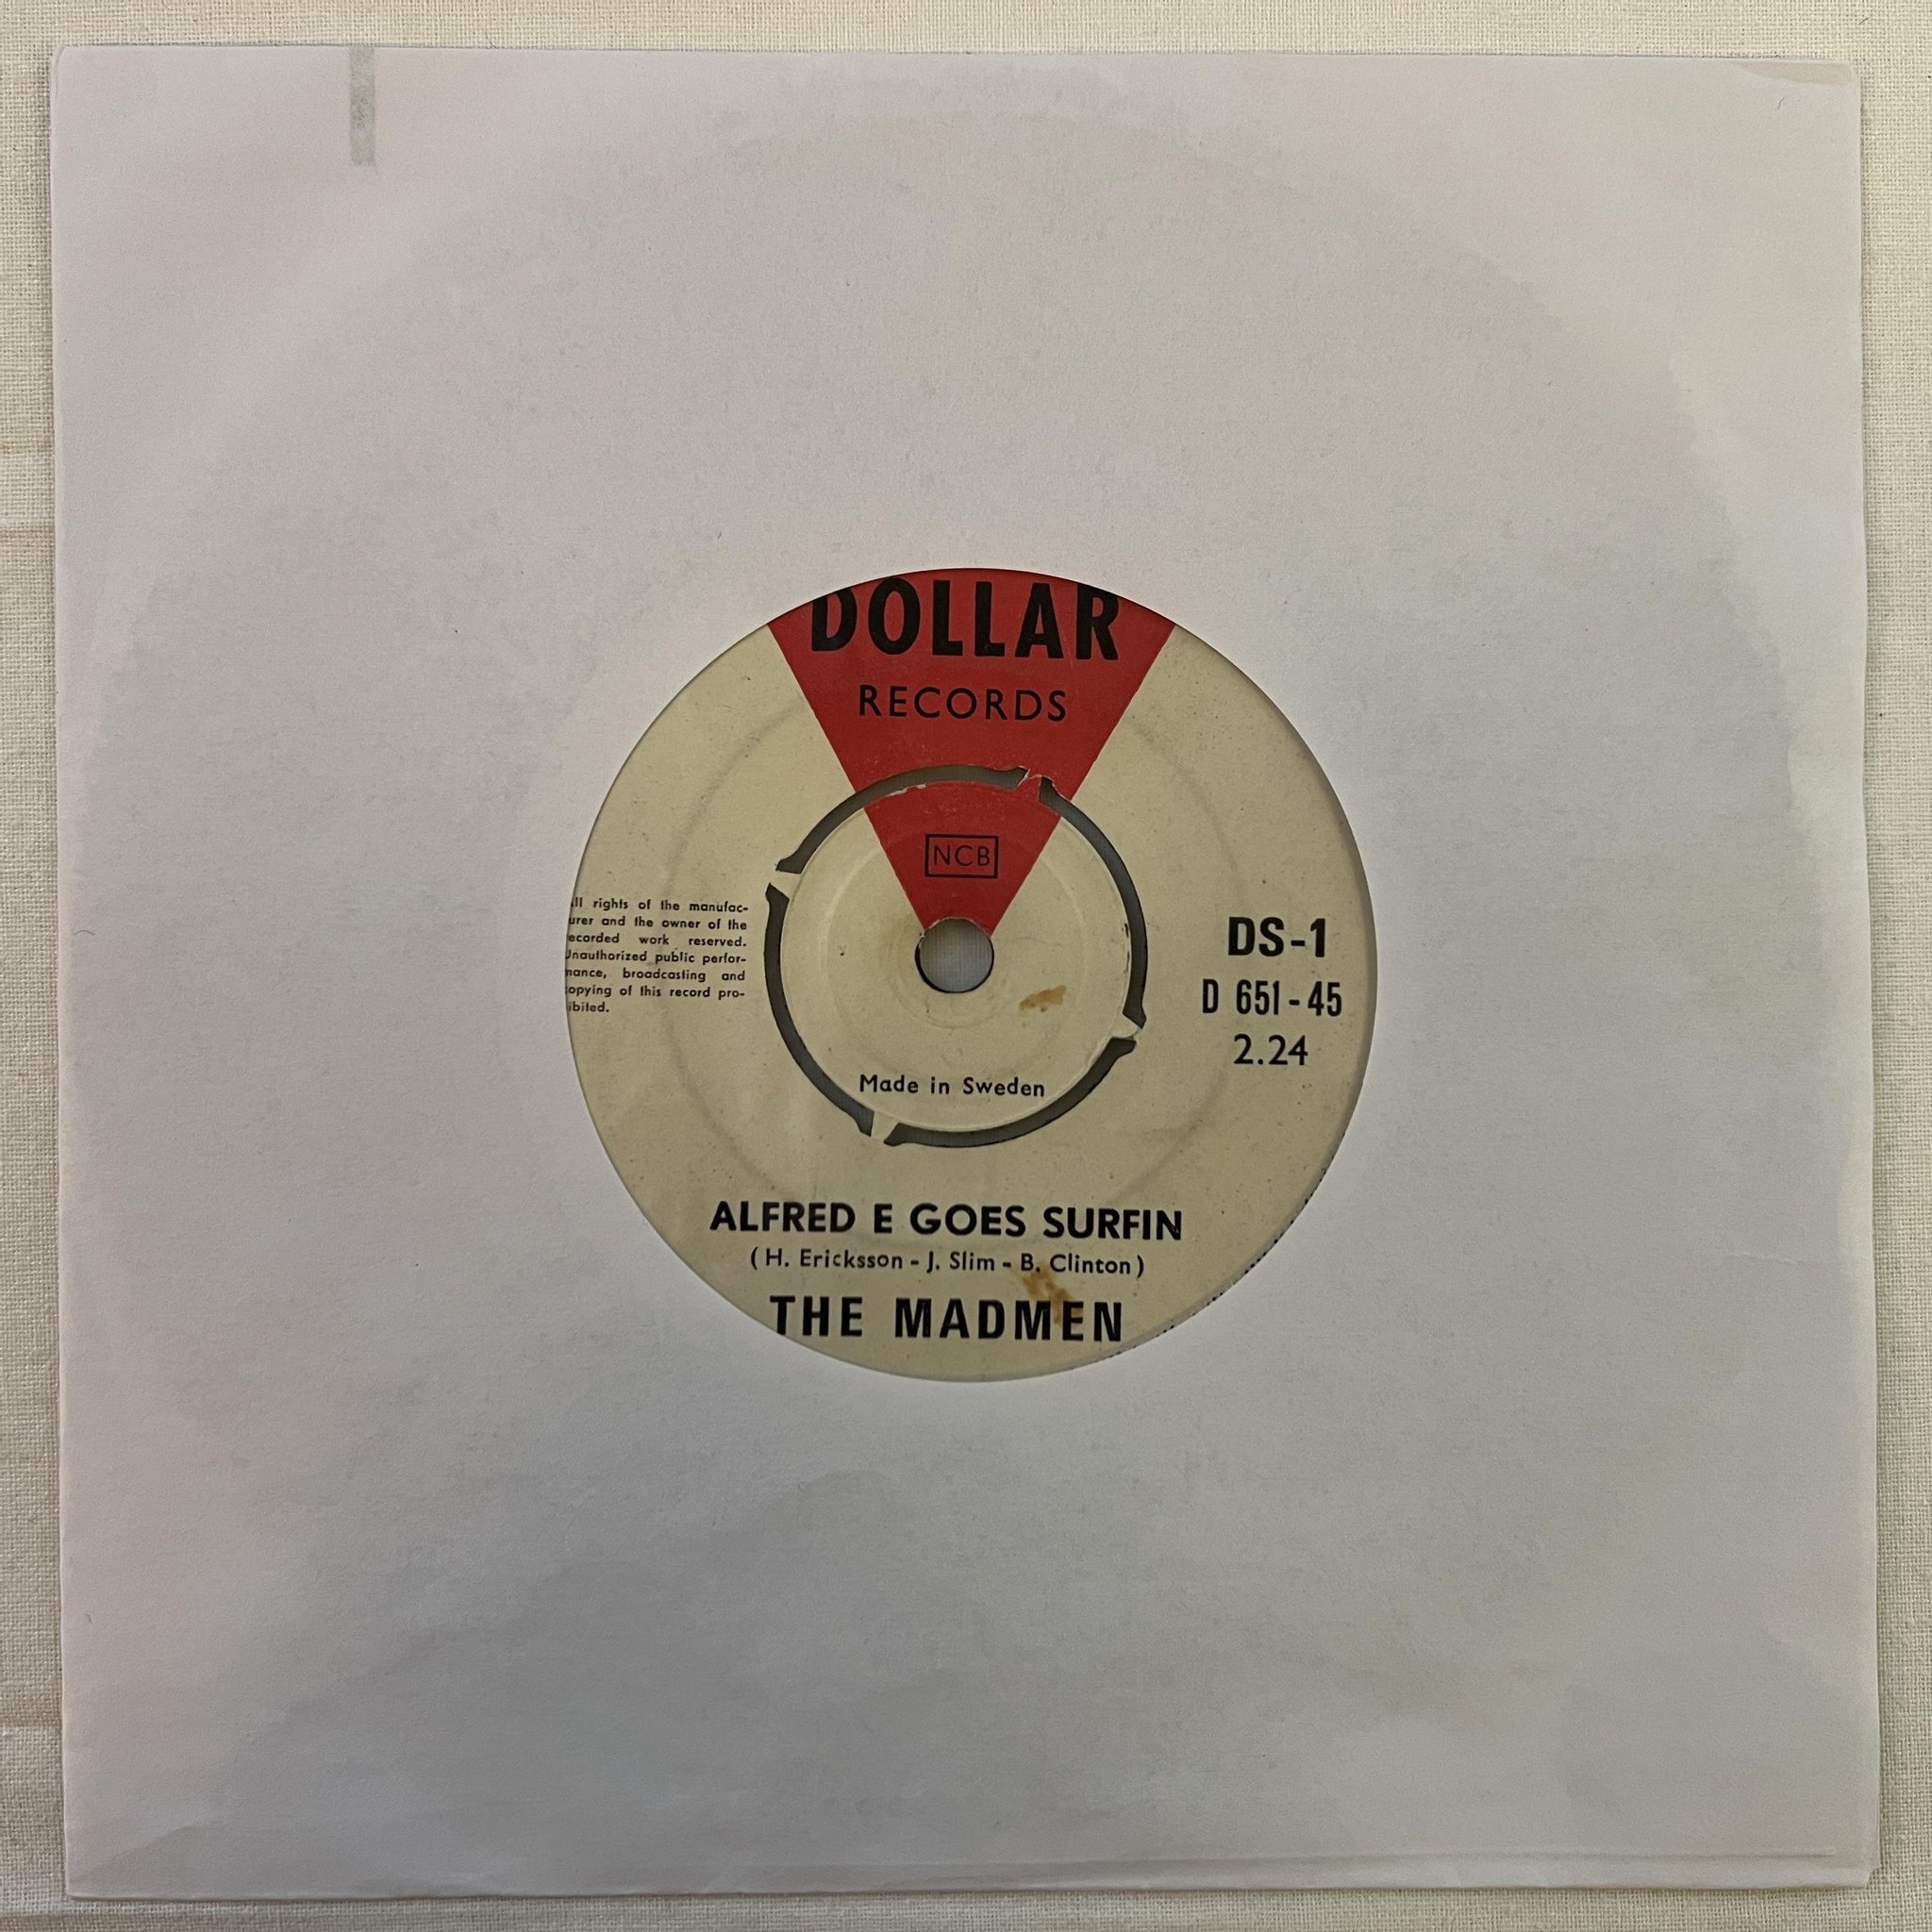 DOLLAR
RECORDS
NCB
ll rights of the manufac-
urer and the owner of the
ecorded work reserved.
Unauthorized public perfor-
mance, broadcasting and
opying of this record pro-
ibited.
DS-1
D 651-45
2.24
Made in Sweden
ALFRED E GOES SURFIN
(H. Ericksson - J. Slim - B. Clinton)
THE MADMEN